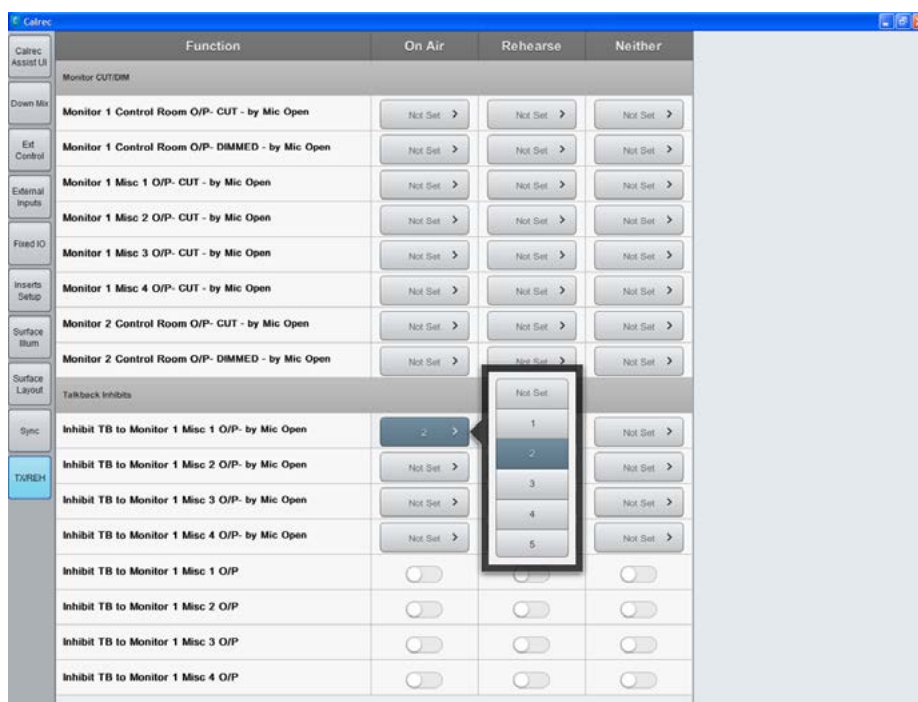 Calrec
Calrec
Assist UI
Down Mix
Ext
Control
External
Inputs
Fixed IO
Inserts
Setup
Surface
Illum
Surface
Layout
Sync
TX/REH
Function On Air Rehearse Neither
Monitor CUT/DIM
Monitor 1 Control Room O/P- CUT - by Mic Open Not Set Not Set Not Set
Monitor 1 Control Room O/P- DIMMED - by Mic Open Not Set Not Set Not Set
Monitor 1 Misc 1 O/P- CUT - by Mic Open Not Set Not Set Not Set
Monitor 1 Misc 2 O/P- CUT - by Mic Open Not Set Not Set Not Set
Monitor 1 Misc 3 O/P- CUT - by Mic Open Not Set Not Set Not Set
Monitor 1 Misc 4 O/P- CUT - by Mic Open Not Set Not Set Not Set
Monitor 2 Control Room O/P- CUT - by Mic Open Not Set Not Set Not Set
Monitor 2 Control Room O/P- DIMMED - by Mic Open Not Set Not Set Not Set
Talkback Inhibits
Inhibit TB to Monitor 1 Misc 1 O/P- by Mic Open 2 Not Set
Inhibit TB to Monitor 1 Misc 2 O/P- by Mic Open Not Set Not Set
Inhibit TB to Monitor 1 Misc 3 O/P- by Mic Open Not Set Not Set
Inhibit TB to Monitor 1 Misc 4 O/P- by Mic Open Not Set Not Set
Inhibit TB to Monitor 1 Misc 1 O/P
Inhibit TB to Monitor 1 Misc 2 O/P
Inhibit TB to Monitor 1 Misc 3 O/P
Inhibit TB to Monitor 1 Misc 4 O/P
Not Set
1
2
3
4
5